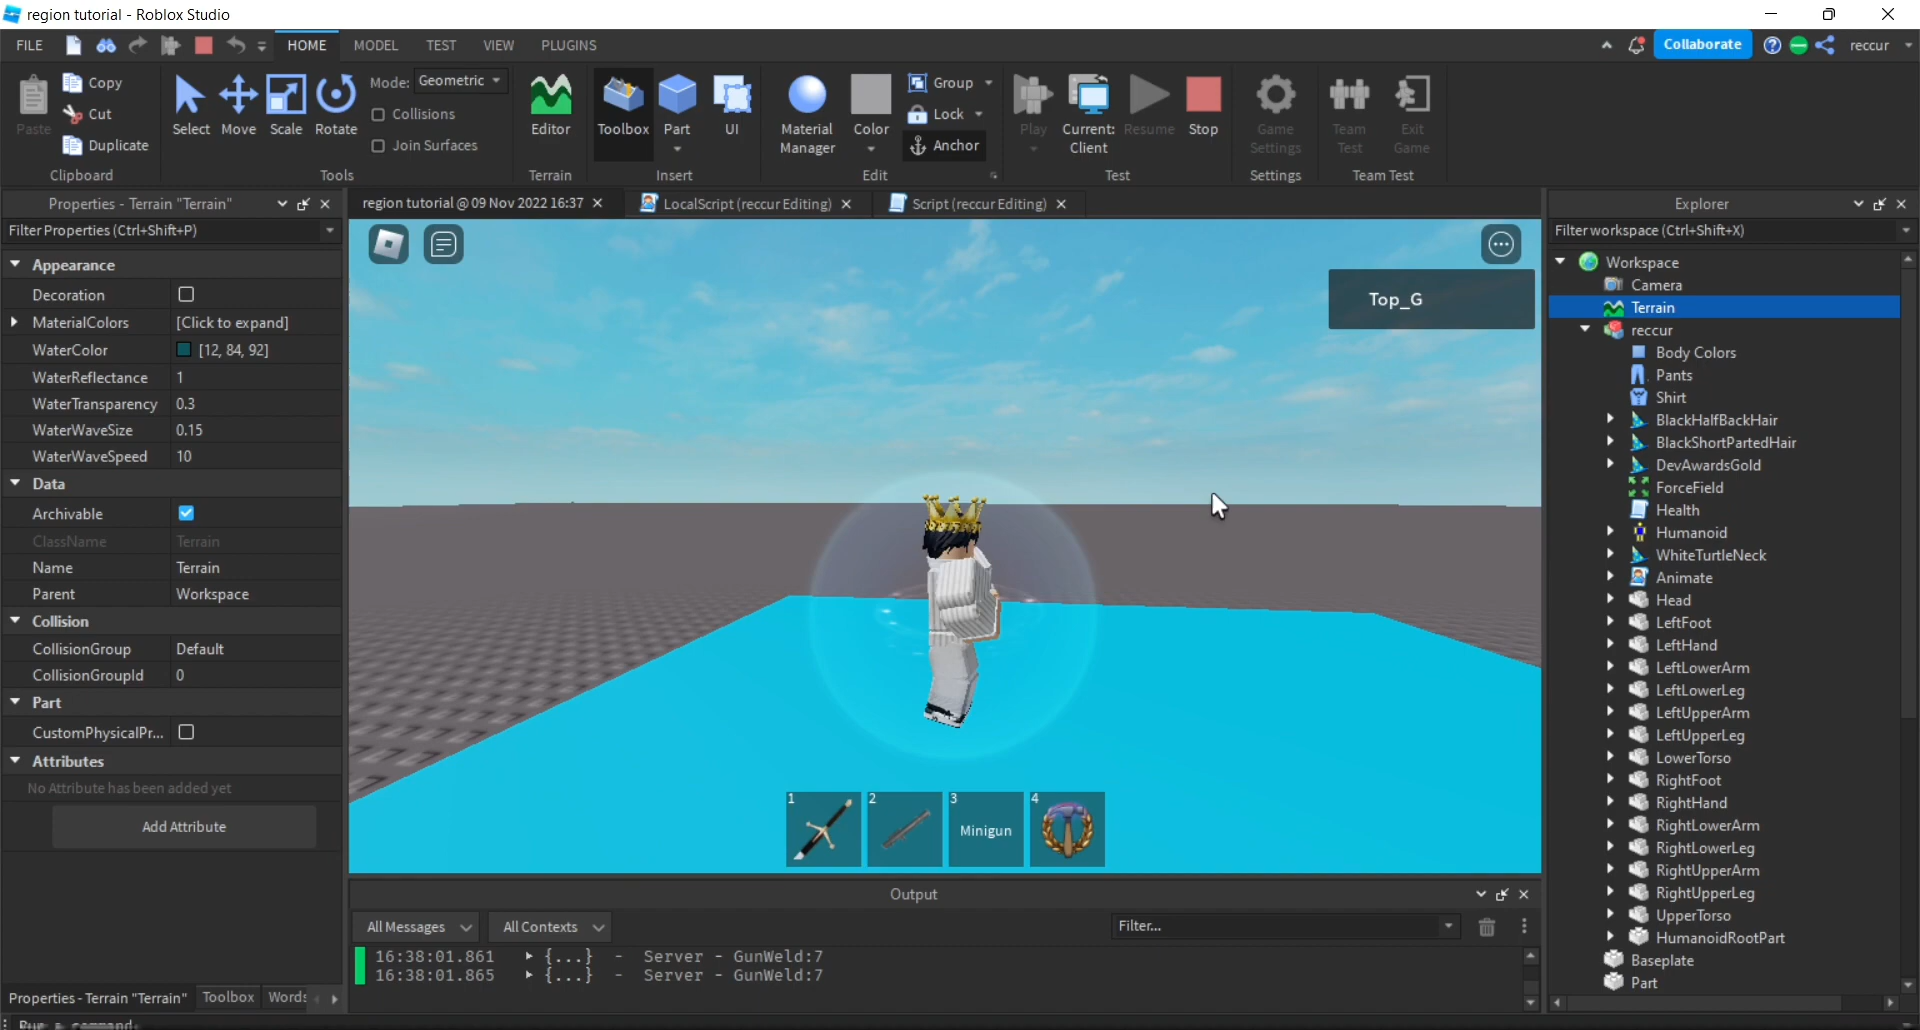 region tutorial - Roblox Studio
FILE HOME MODEL TEST VIEW PLUGINS Collaborate reccur
Paste Copy Cut Duplicate Clipboard
Select Move Scale Rotate Mode: Geometric Collisions Join Surfaces Tools
Editor Terrain
Toolbox Part UI Insert
Material Manager Color Group Lock Anchor Edit
Play Current: Client Resume Stop Test
Game Settings Settings
Team Test Exit Game Team Test
Properties - Terrain "Terrain"
Filter Properties (Ctrl+Shift+P)
Appearance
Decoration
MaterialColors [Click to expand]
WaterColor [12, 84, 92]
WaterReflectance 1
WaterTransparency 0.3
WaterWaveSize 0.15
WaterWaveSpeed 10
Data
Archivable
ClassName Terrain
Name Terrain
Parent Workspace
Collision
CollisionGroup Default
CollisionGroupId 0
Part
CustomPhysicalPr...
Attributes
No Attribute has been added yet
Add Attribute
Properties - Terrain "Terrain" Toolbox Words
region tutorial @ 09 Nov 2022 16:37 LocalScript (reccur Editing) Script (reccur Editing)
Top_G
1 2 3 4
Minigun
Output
All Messages All Contexts Filter...
16:38:01.861 {...} - Server - GunWeld:7
16:38:01.865 {...} - Server - GunWeld:7
Explorer
Filter workspace (Ctrl+Shift+X)
Workspace
Camera
Terrain
reccur
Body Colors
Pants
Shirt
BlackHalfBackHair
BlackShortPartedHair
DevAwardsGold
ForceField
Health
Humanoid
WhiteTurtleNeck
Animate
Head
LeftFoot
LeftHand
LeftLowerArm
LeftLowerLeg
LeftUpperArm
LeftUpperLeg
LowerTorso
RightFoot
RightHand
RightLowerArm
RightLowerLeg
RightUpperArm
RightUpperLeg
UpperTorso
HumanoidRootPart
Baseplate
Part
Run a command